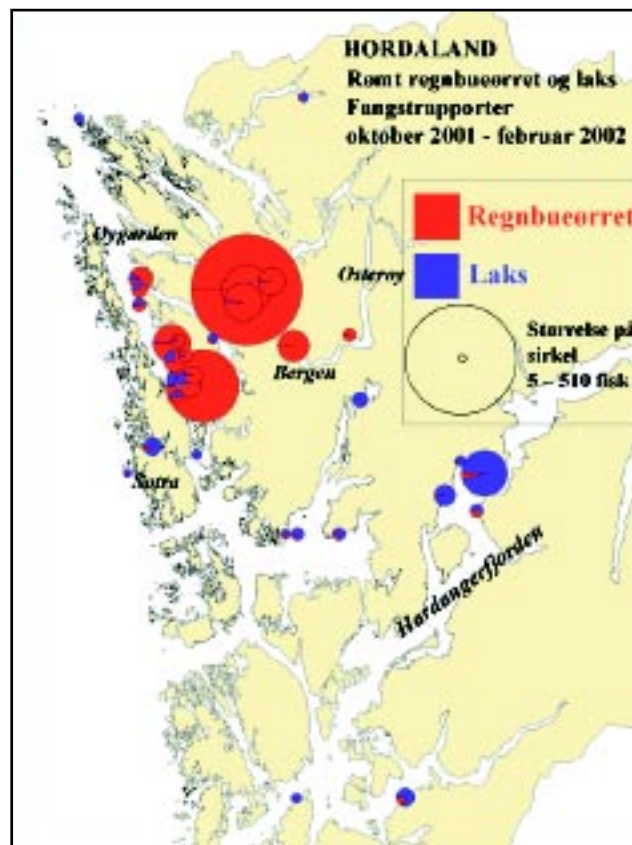 HORDALAND
Rømt regnbueørret og laks
Fangstrapporter
oktober 2001 - februar 2002
Regnbueørret
Laks
Størrelse på
sirkel
5 – 510 fisk
Øygarden
Osterøy
Bergen
Sotra
Hardangerfjorden